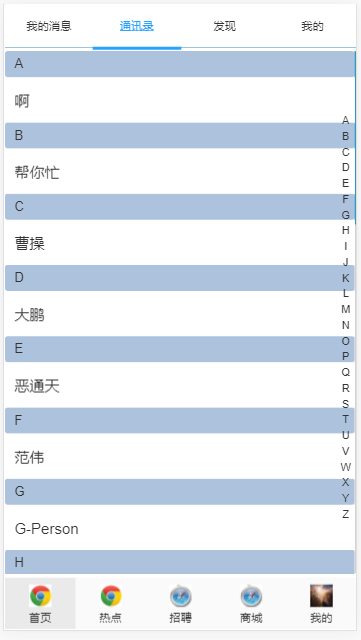 我的消息 通讯录 发现 我的
A
啊
B
帮你忙
C
曹操
D
大鹏
E
恶通天
F
范伟
G
G-Person
H
A
B
C
D
E
F
G
H
I
J
K
L
M
N
O
P
Q
R
S
T
U
V
W
X
Y
Z
首页 热点 招聘 商城 我的